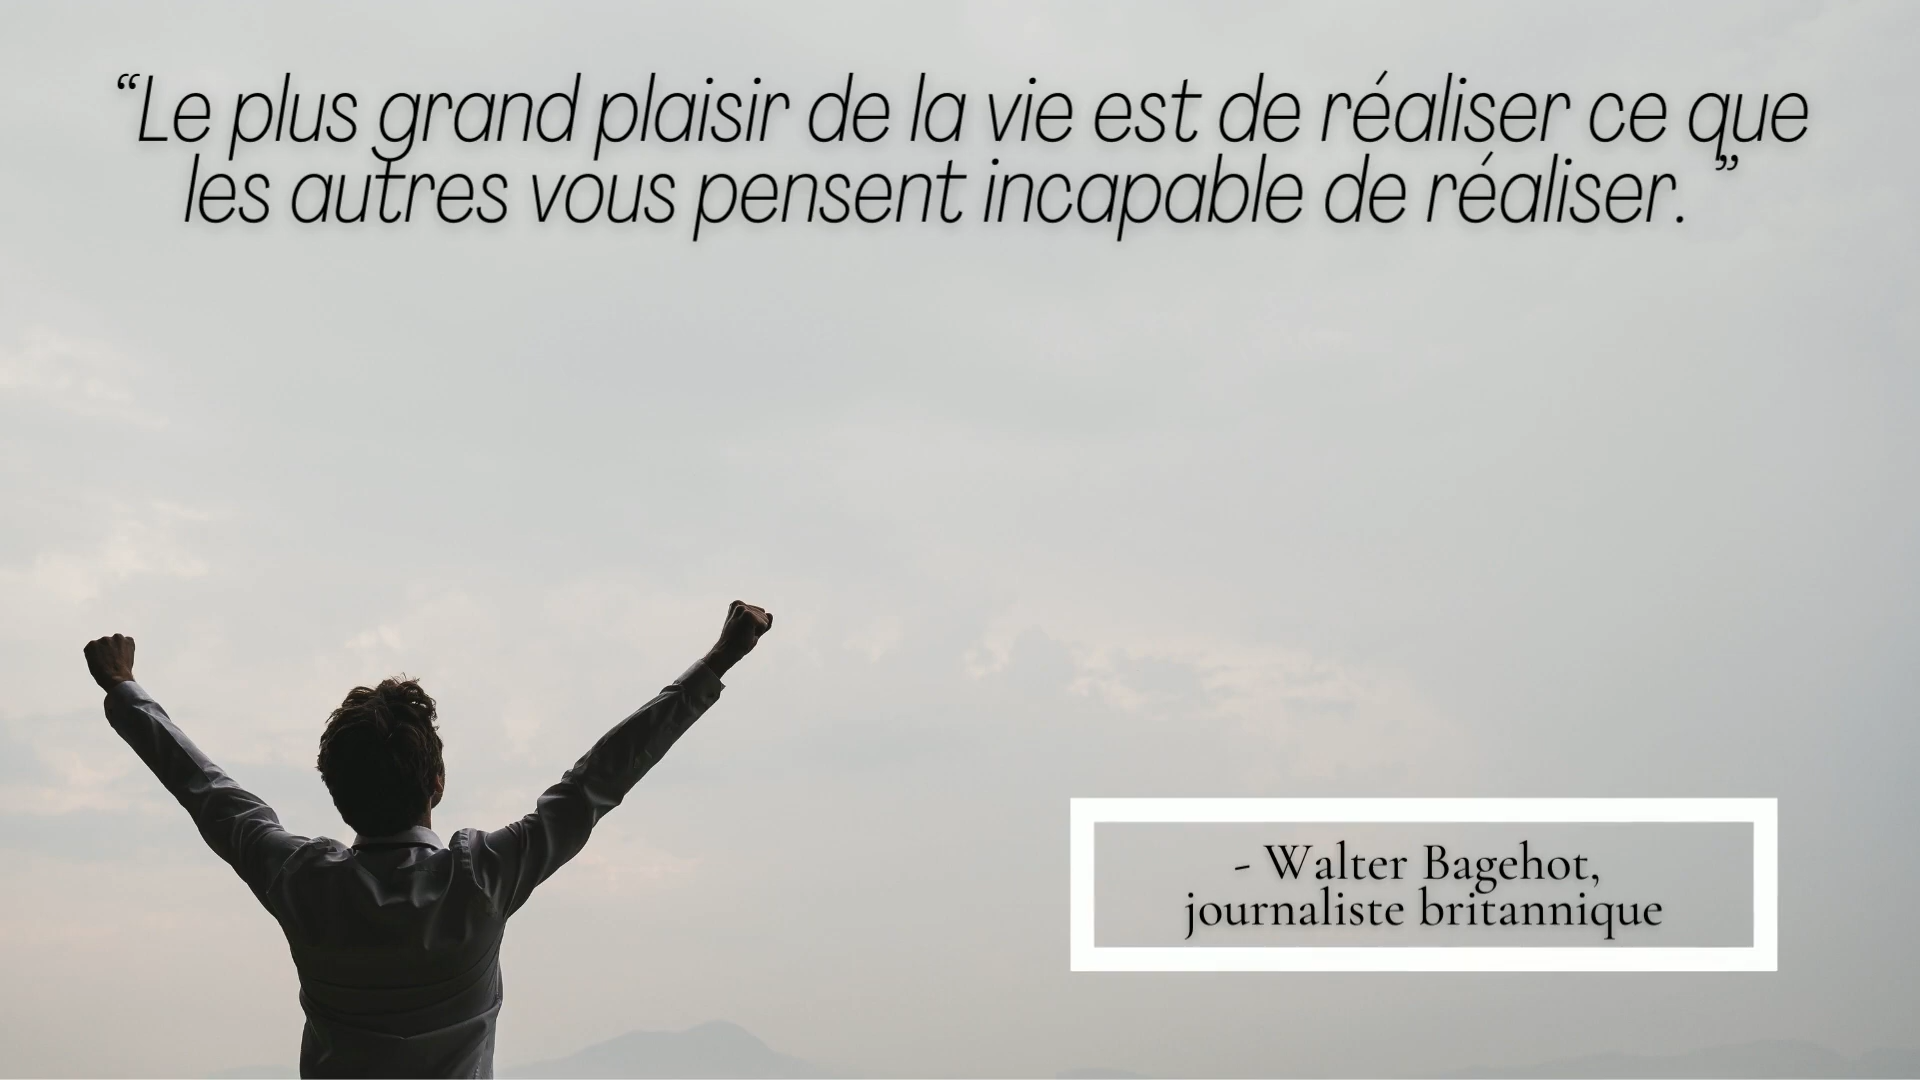 “Le plus grand plaisir de la vie est de réaliser ce que
les autres vous pensent incapable de réaliser. ”
- Walter Bagehot,
journaliste britannique